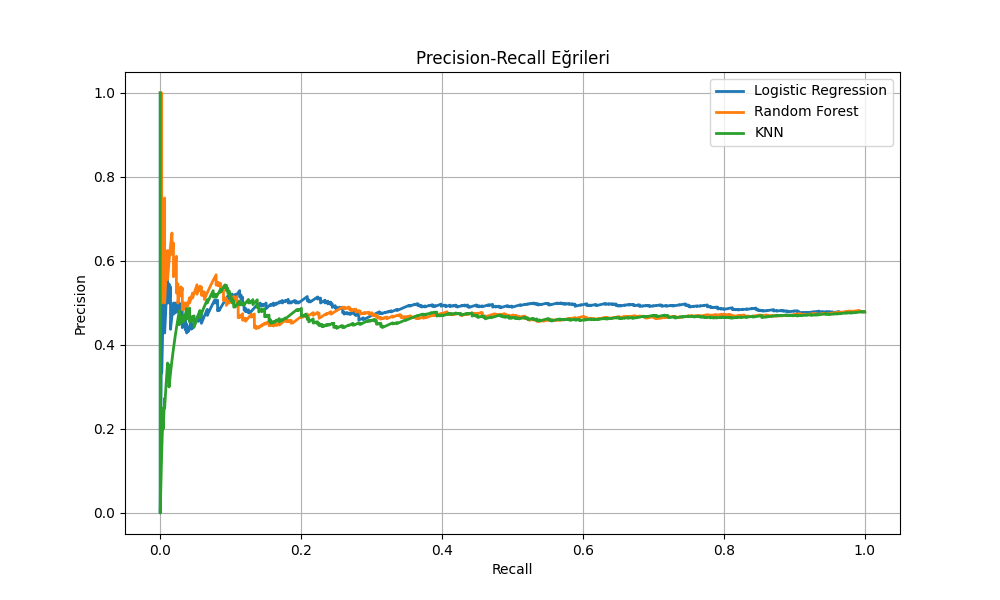 Precision-Recall Eğrileri
Logistic Regression
Random Forest
KNN
Precision
1.0
0.8
0.6
0.4
0.2
0.0
0.0
0.2
0.4
0.6
0.8
1.0
Recall